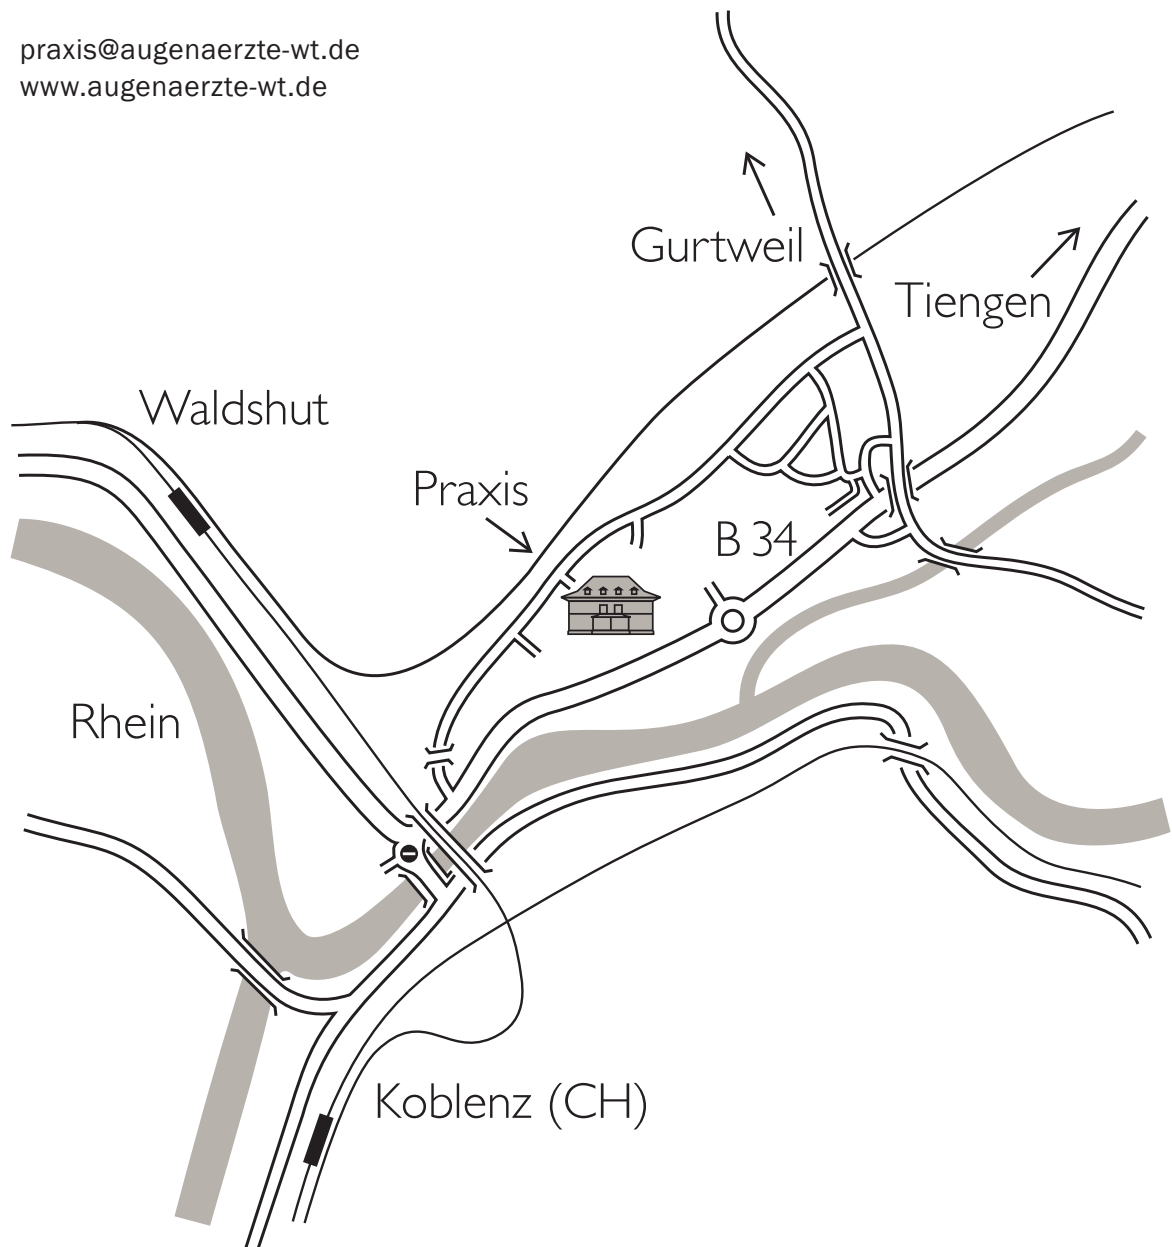 praxis@augenaerzte-wt.de
www.augenaerzte-wt.de
Gurtweil
Tiengen
Waldshut
Praxis
B 34
Rhein
Koblenz (CH)